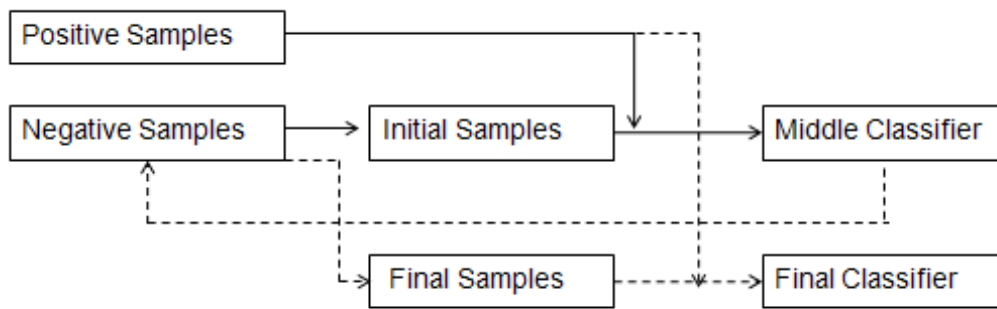 Positive Samples
Negative Samples
Initial Samples
Middle Classifier
Final Samples
Final Classifier